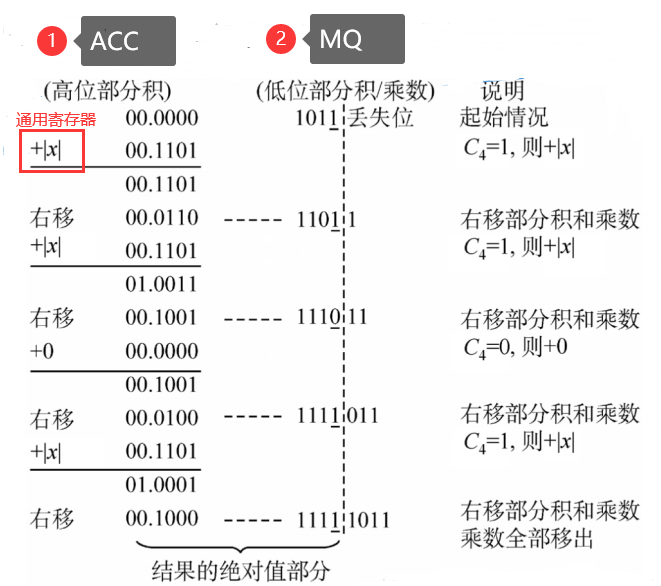 1 ACC 2 MQ
(高位部分积) (低位部分积/乘数) 说明
通用寄存器 00.0000 1011 丢失位 起始情况
+|x| 00.1101 C₄=1, 则+|x|
00.1101
右移 00.0110 ----- 1101 1 右移部分积和乘数
+|x| 00.1101 C₄=1, 则+|x|
01.0011
右移 00.1001 ----- 1110 11 右移部分积和乘数
+0 00.0000 C₄=0, 则+0
00.1001
右移 00.0100 ----- 1111 011 右移部分积和乘数
+|x| 00.1101 C₄=1, 则+|x|
01.0001
右移 00.1000 ----- 1111 1011 右移部分积和乘数
乘数全部移出
结果的绝对值部分